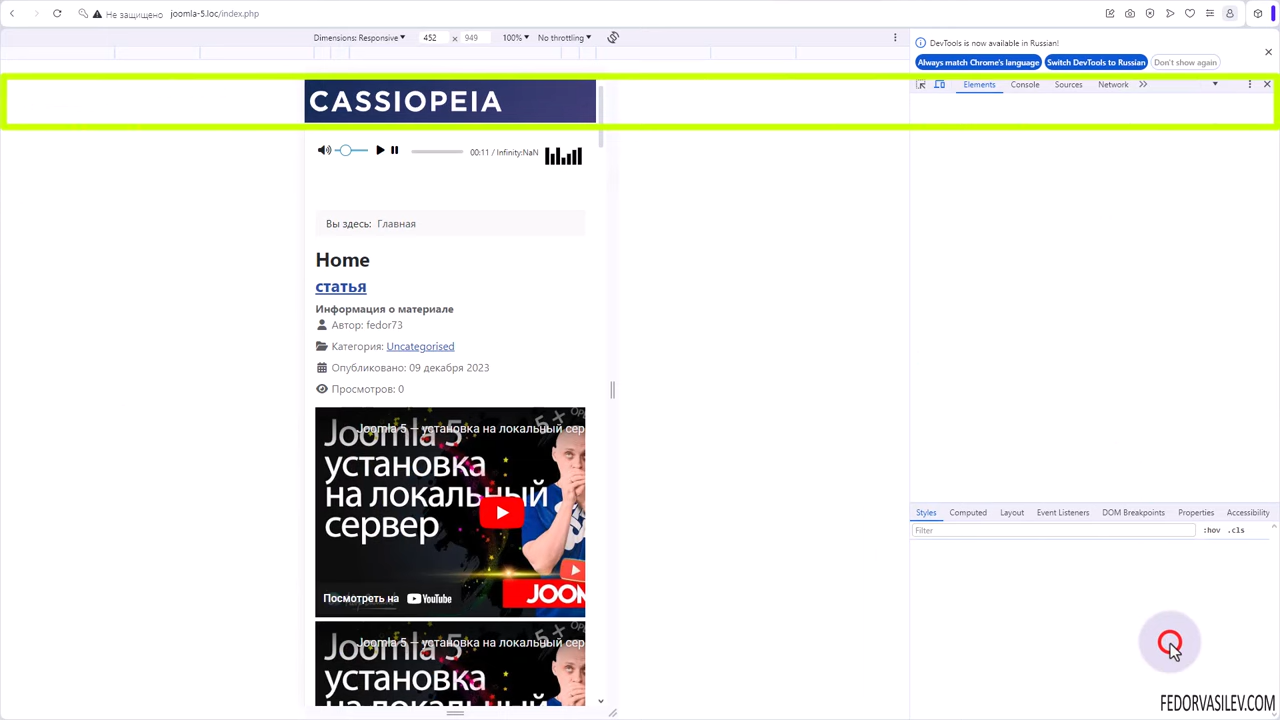 Не защищено joomla-5.loc/index.php
Dimensions: Responsive 452 x 949 100% No throttling
DevTools is now available in Russian!
Always match Chrome's language Switch DevTools to Russian Don't show again
Elements Console Sources Network
CASSIOPEIA
00:11 / Infinity:NaN
Вы здесь: Главная
Home
статья
Информация о материале
Автор: fedor73
Категория: Uncategorised
Опубликовано: 09 декабря 2023
Просмотров: 0
Joomla 5 — установка на локальный сер
Joomla 5
установка
на локальный
сервер
JOOM
Посмотреть на YouTube
Styles Computed Layout Event Listeners DOM Breakpoints Properties Accessibility
Filter :hov .cls
Joomla 5 — установка на локальный сер
Joomla 5
установка
на локальный
FEDORVASILEV.COM